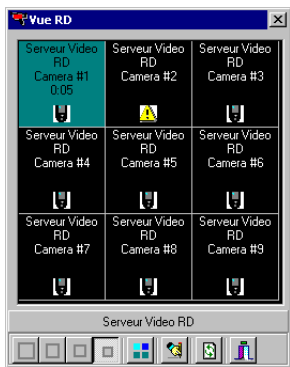 Vue RD
Serveur Video
RD
Camera #1
0:05
Serveur Video
RD
Camera #2
Serveur Video
RD
Camera #3
Serveur Video
RD
Camera #4
Serveur Video
RD
Camera #5
Serveur Video
RD
Camera #6
Serveur Video
RD
Camera #7
Serveur Video
RD
Camera #8
Serveur Video
RD
Camera #9
Serveur Video RD